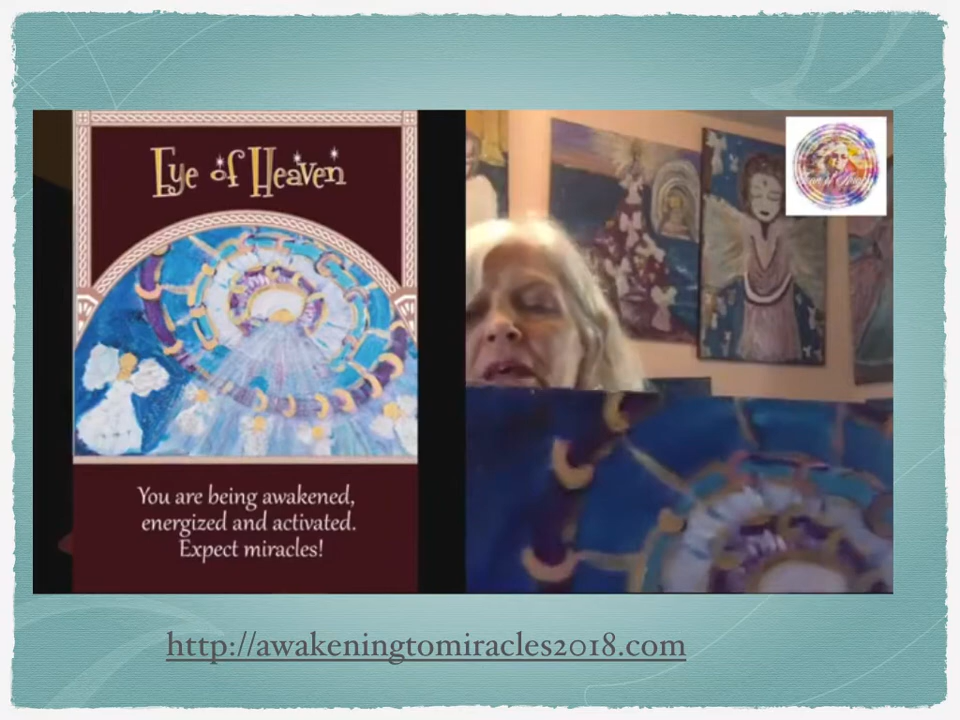 Eye of Heaven
You are being awakened,
energized and activated.
Expect miracles!
http://awakeningtomiracles2018.com